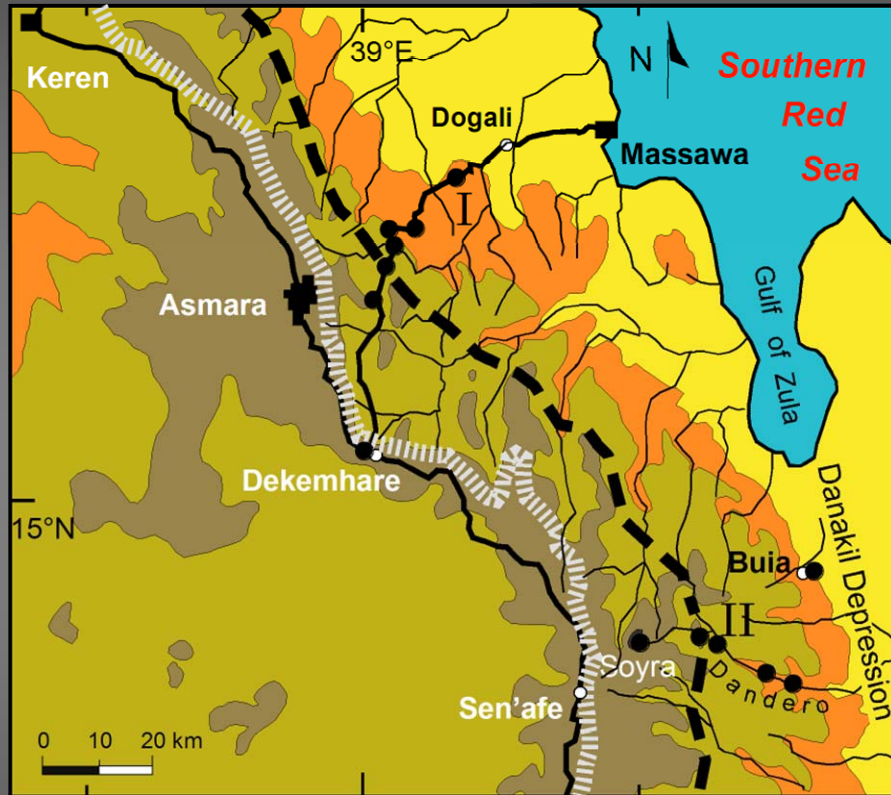 39°E
N
Southern
Red
Sea
Keren
Dogali
Massawa
I
Asmara
Gulf of Zula
Dekemhare
15°N
Danakil Depression
Buia
II
Soyra
Dandero
Sen'afe
0 10 20 km